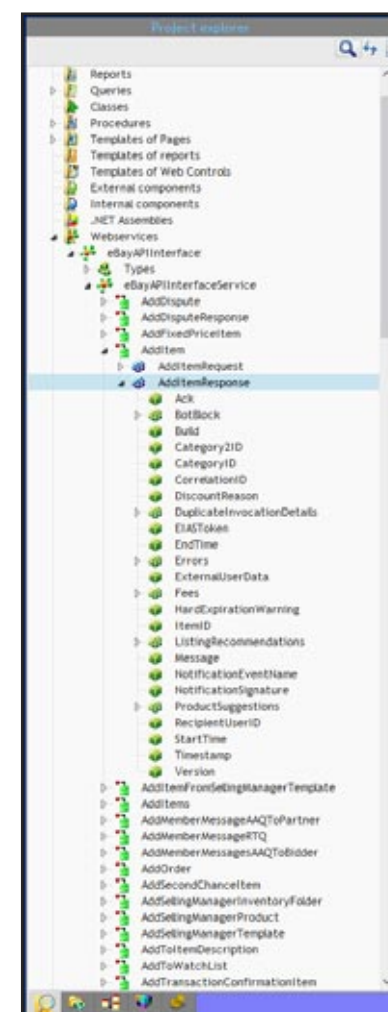 Project explorer
Reports
Queries
Classes
Procedures
Templates of Pages
Templates of reports
Templates of Web Controls
External components
Internal components
.NET Assemblies
Webservices
eBayAPIInterface
Types
eBayAPIInterfaceService
AddDispute
AddDisputeResponse
AddFixedPriceItem
AddItem
AddItemRequest
AddItemResponse
Ack
BotBlock
Build
Category2ID
CategoryID
CorrelationID
DiscountReason
DuplicateInvocationDetails
EIASToken
EndTime
Errors
ExternalUserData
Fees
HardExpirationWarning
ItemID
ListingRecommendations
Message
NotificationEventName
NotificationSignature
ProductSuggestions
RecipientUserID
StartTime
Timestamp
Version
AddItemFromSellingManagerTemplate
AddItems
AddMemberMessageAAQToPartner
AddMemberMessageRTQ
AddMemberMessagesAAQToBidder
AddOrder
AddSecondChanceItem
AddSellingManagerInventoryFolder
AddSellingManagerProduct
AddSellingManagerTemplate
AddToItemDescription
AddToWatchList
AddTransactionConfirmationItem